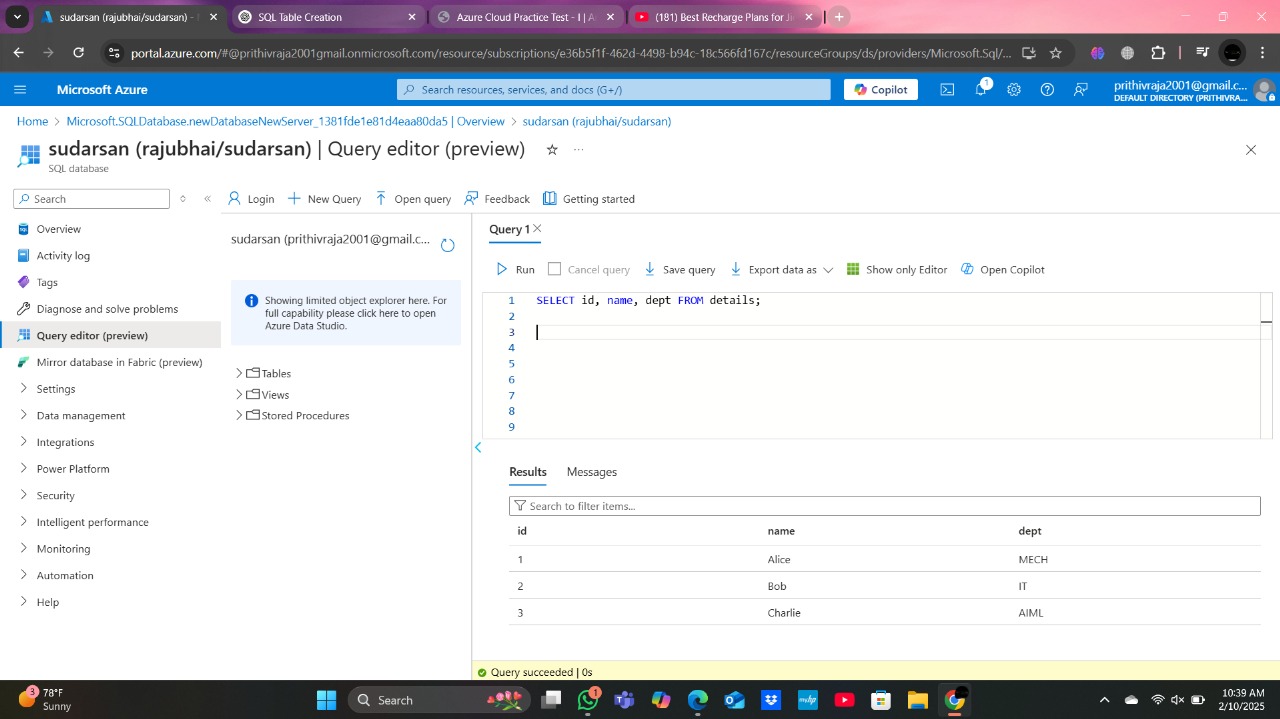 sudarsan (rajubhai/sudarsan) -
SQL Table Creation
Azure Cloud Practice Test - I | A
(181) Best Recharge Plans for Ji
portal.azure.com/#@prithivraja2001gmail.onmicrosoft.com/resource/subscriptions/e36b5f1f-462d-4498-b94c-18c566fd167c/resourceGroups/ds/providers/Microsoft.Sql/...
Microsoft Azure
Search resources, services, and docs (G+/)
Copilot
1
prithivraja2001@gmail.c...
DEFAULT DIRECTORY (PRITHIVRA...
Home > Microsoft.SQLDatabase.newDatabaseNewServer_1381fde1e81d4eaa80da5 | Overview > sudarsan (rajubhai/sudarsan)
sudarsan (rajubhai/sudarsan) | Query editor (preview)
SQL database
Search
Login
New Query
Open query
Feedback
Getting started
Overview
Activity log
Tags
Diagnose and solve problems
Query editor (preview)
Mirror database in Fabric (preview)
Settings
Data management
Integrations
Power Platform
Security
Intelligent performance
Monitoring
Automation
Help
sudarsan (prithivraja2001@gmail.c...
Showing limited object explorer here. For
full capability please click here to open
Azure Data Studio.
Tables
Views
Stored Procedures
Query 1
Run
Cancel query
Save query
Export data as
Show only Editor
Open Copilot
1 SELECT id, name, dept FROM details;
2
3
4
5
6
7
8
9
Results Messages
Search to filter items...
id name dept
1 Alice MECH
2 Bob IT
3 Charlie AIML
Query succeeded | 0s
3
78°F
Sunny
Search
1
10:39 AM
2/10/2025